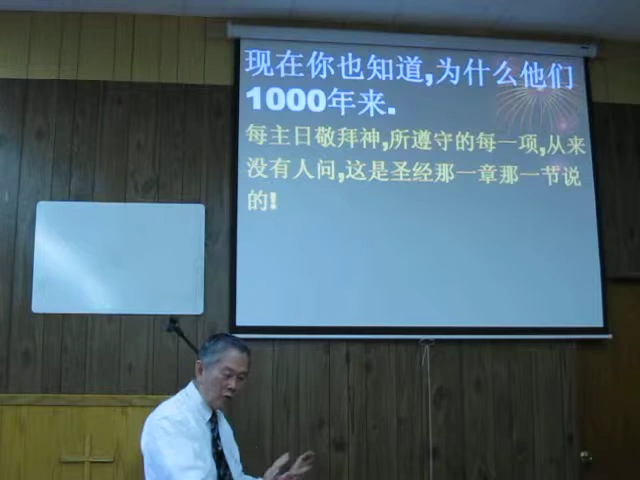 现在你也知道,为什么他们
1000年来.
每主日敬拜神,所遵守的每一项,从来
没有人问,这是圣经那一章那一节说
的!